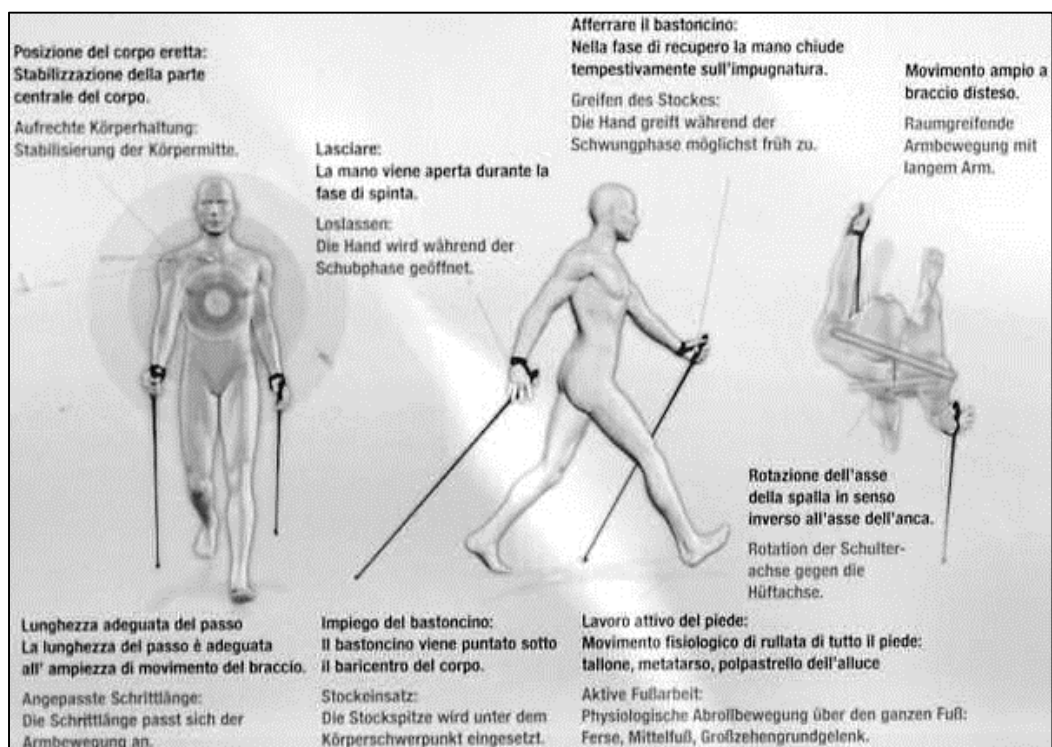 Posizione del corpo eretta:
Stabilizzazione della parte
centrale del corpo.
Aufrechte Körperhaltung:
Stabilisierung der Körpermitte.
Lasciare:
La mano viene aperta durante la
fase di spinta.
Loslassen:
Die Hand wird während der
Schubphase geöffnet.
Afferrare il bastoncino:
Nella fase di recupero la mano chiude
tempestivamente sull'impugnatura.
Greifen des Stockes:
Die Hand greift während der
Schwungphase möglichst früh zu.
Movimento ampio a
braccio disteso.
Raumgreifende
Armbewegung mit
langem Arm.
Rotazione dell'asse
della spalla in senso
inverso all'asse dell'anca.
Rotation der Schulter-
achse gegen die
Hüftachse.
Lunghezza adeguata del passo
La lunghezza del passo è adeguata
all' ampiezza di movimento del braccio.
Angepasste Schrittlänge:
Die Schrittlänge passt sich der
Armbewegung an.
Impiego del bastoncino:
Il bastoncino viene puntato sotto
il baricentro del corpo.
Stockeinsatz:
Die Stockspitze wird unter dem
Körperschwerpunkt eingesetzt.
Lavoro attivo del piede:
Movimento fisiologico di rullata di tutto il piede:
tallone, metatarso, polpastrello dell'alluce
Aktive Fußarbeit:
Physiologische Abrollbewegung über den ganzen Fuß:
Ferse, Mittelfuß, Großzehengrundgelenk.